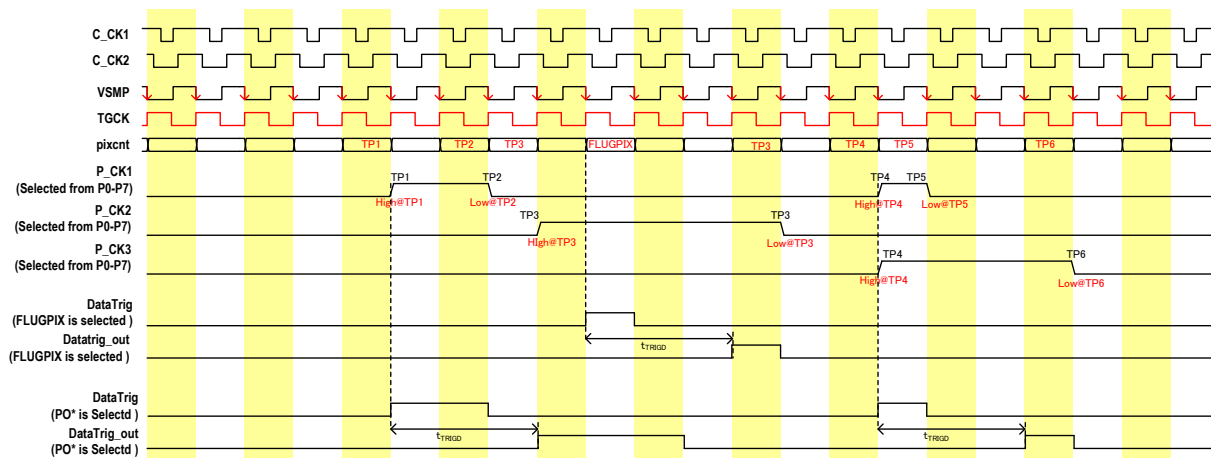 C_CK1
C_CK2
VSMP
TGCK
pixcnt TP1 TP2 TP3 FLUGPIX TP3 TP4 TP5 TP6
P_CK1
(Selected from P0-P7)
TP1 TP2 TP4 TP5
High@TP1 Low@TP2 High@TP4 Low@TP5
P_CK2
(Selected from P0-P7)
TP3 TP3
HIgh@TP3 Low@TP3
P_CK3
(Selected from P0-P7)
TP4 TP6
High@TP4 Low@TP6
DataTrig
(FLUGPIX is selected )
Datatrig_out
(FLUGPIX is selected )
tTRIGD
DataTrig
(PO* is Selectd )
DataTrig_out
(PO* is Selectd )
tTRIGD tTRIGD